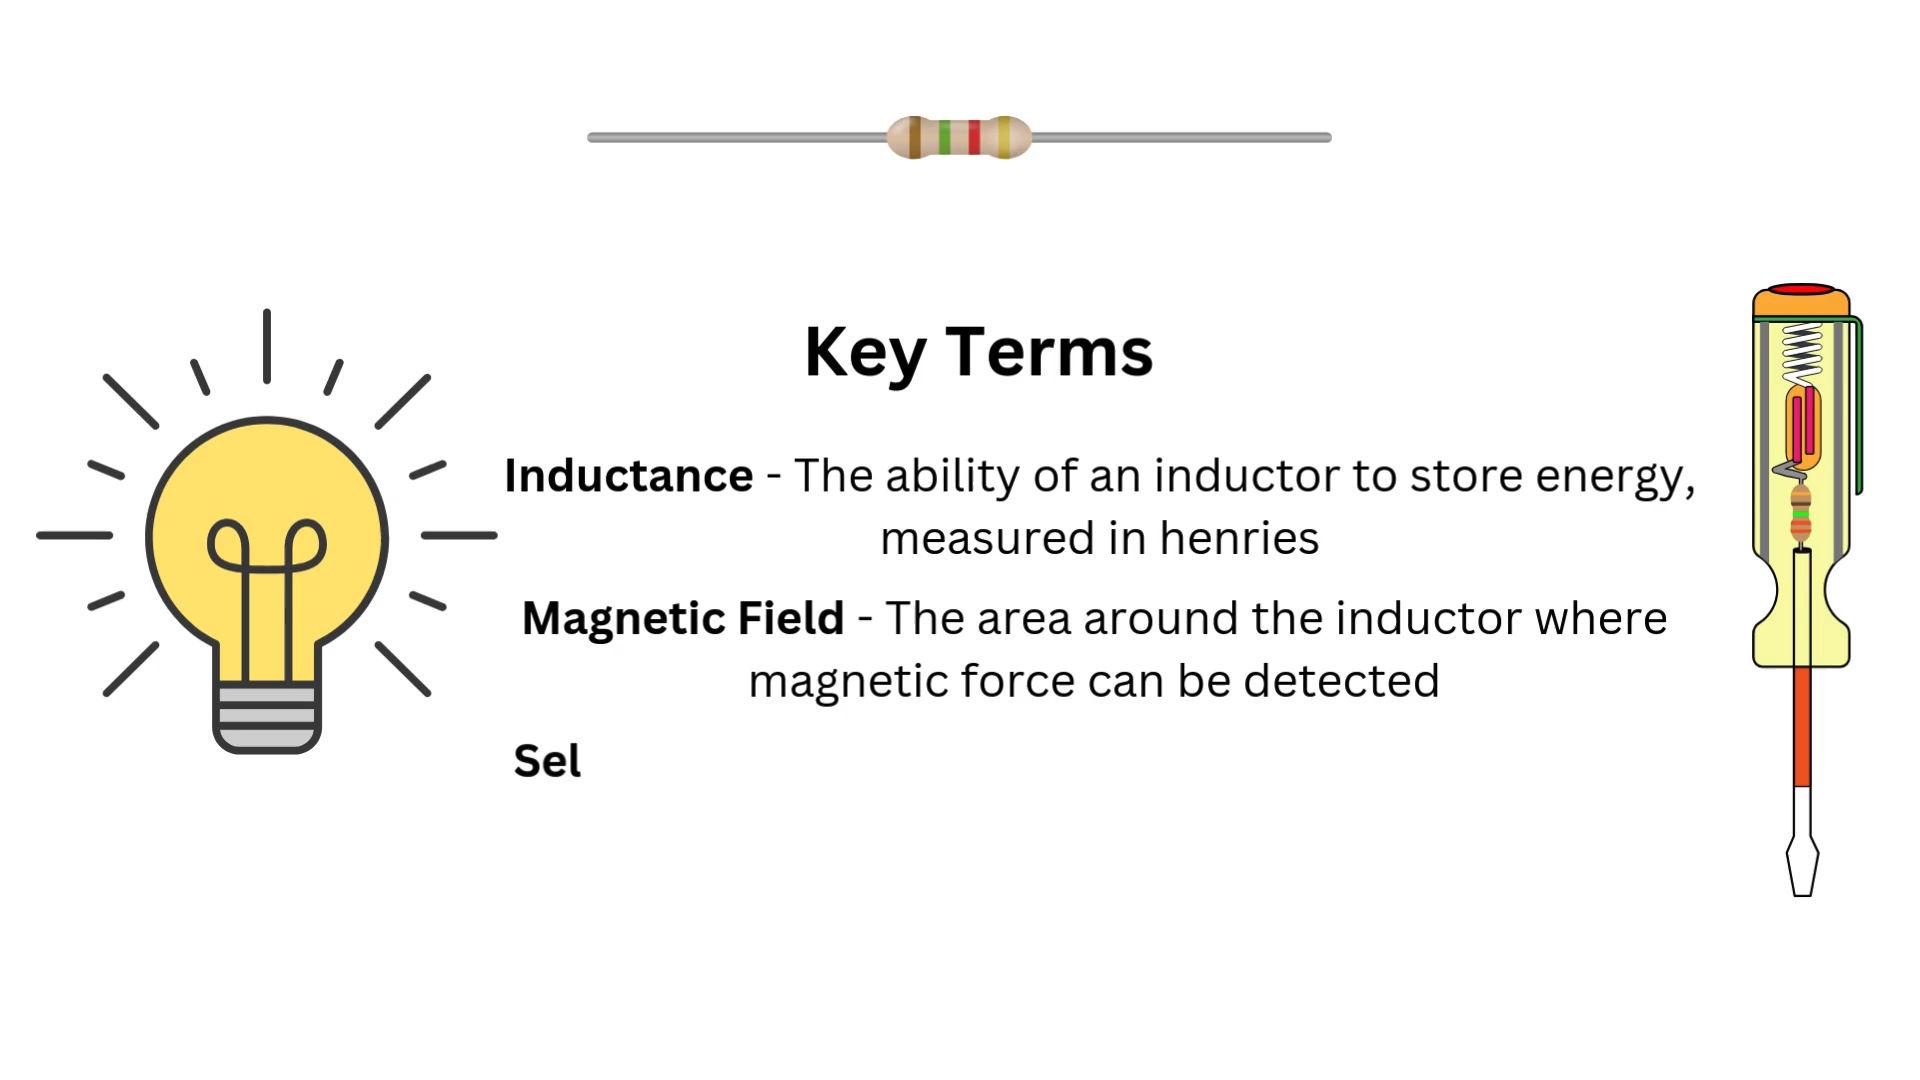 Key Terms
Inductance - The ability of an inductor to store energy,
measured in henries
Magnetic Field - The area around the inductor where
magnetic force can be detected
Sel